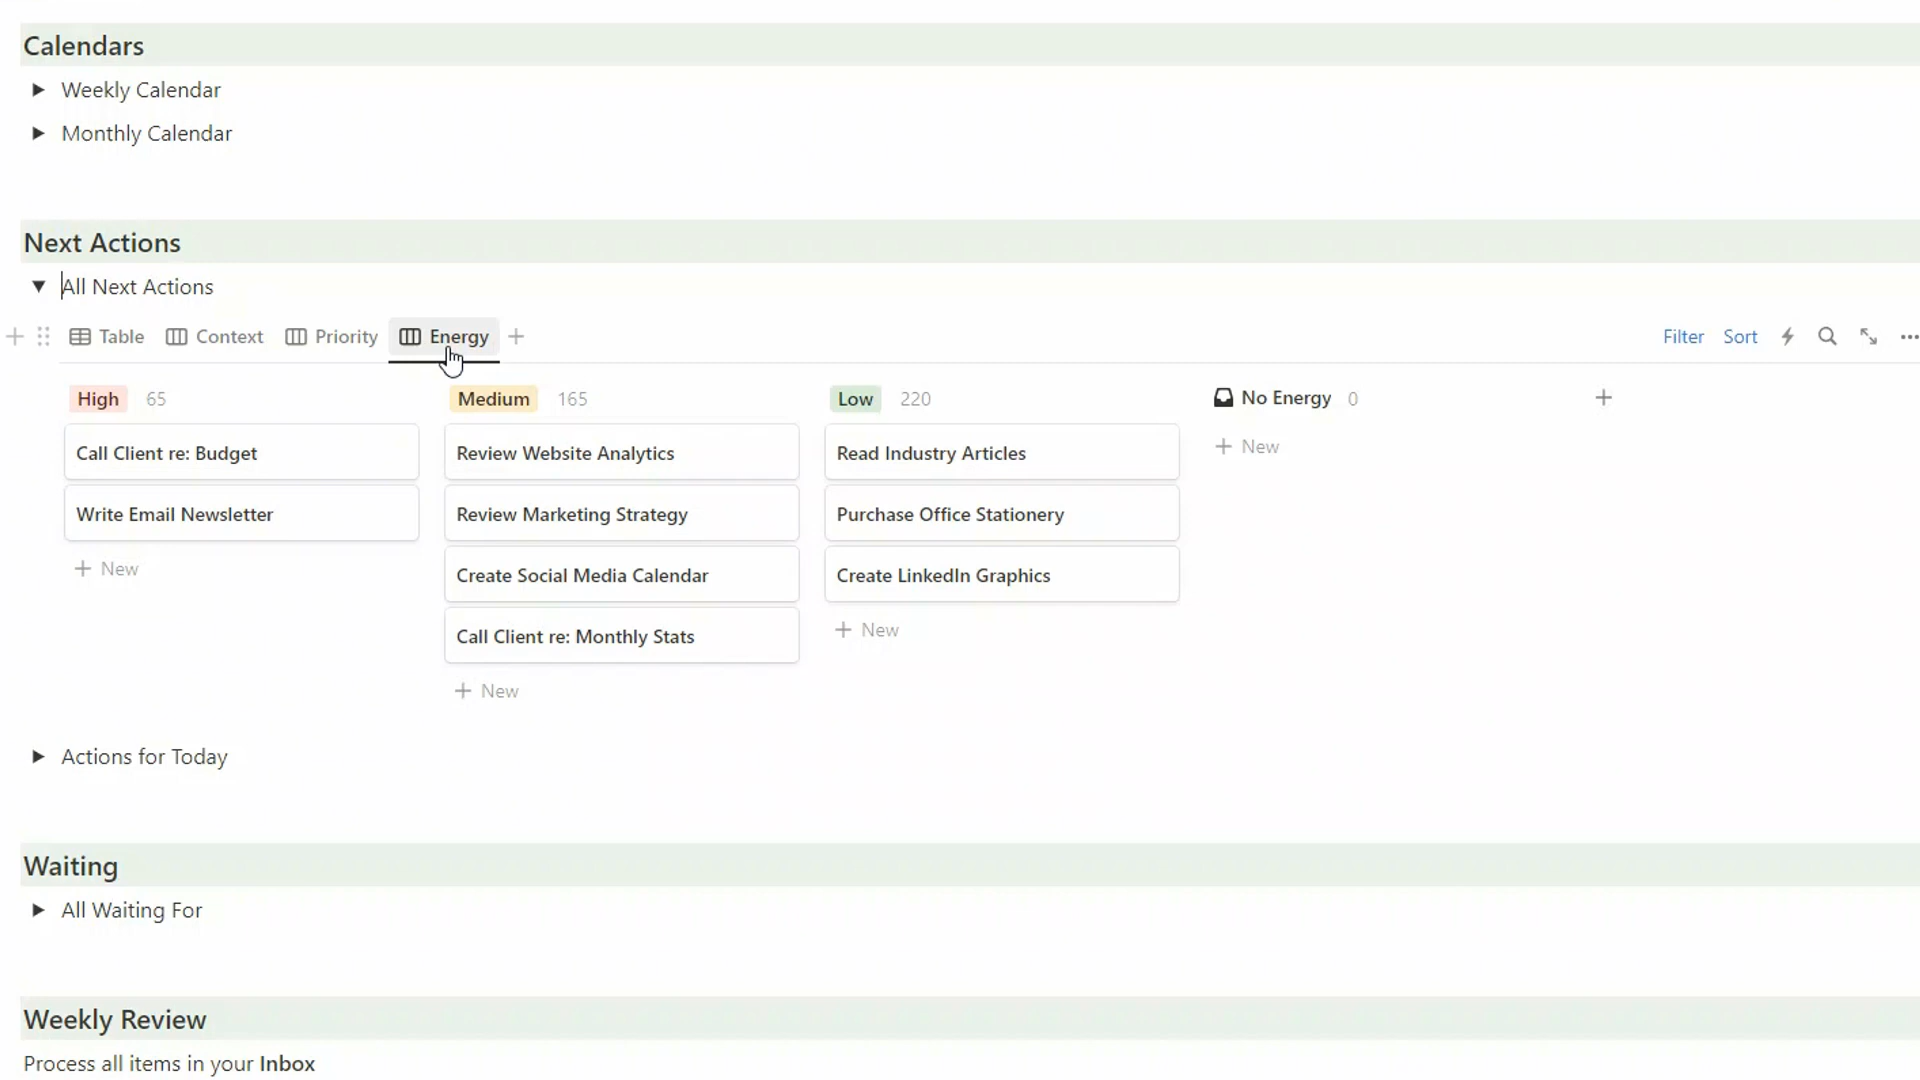 Calendars
Weekly Calendar
Monthly Calendar
Next Actions
All Next Actions
Table Context Priority Energy
Filter Sort
High 65
Call Client re: Budget
Write Email Newsletter
New
Medium 165
Review Website Analytics
Review Marketing Strategy
Create Social Media Calendar
Call Client re: Monthly Stats
New
Low 220
Read Industry Articles
Purchase Office Stationery
Create LinkedIn Graphics
New
No Energy 0
New
Actions for Today
Waiting
All Waiting For
Weekly Review
Process all items in your Inbox